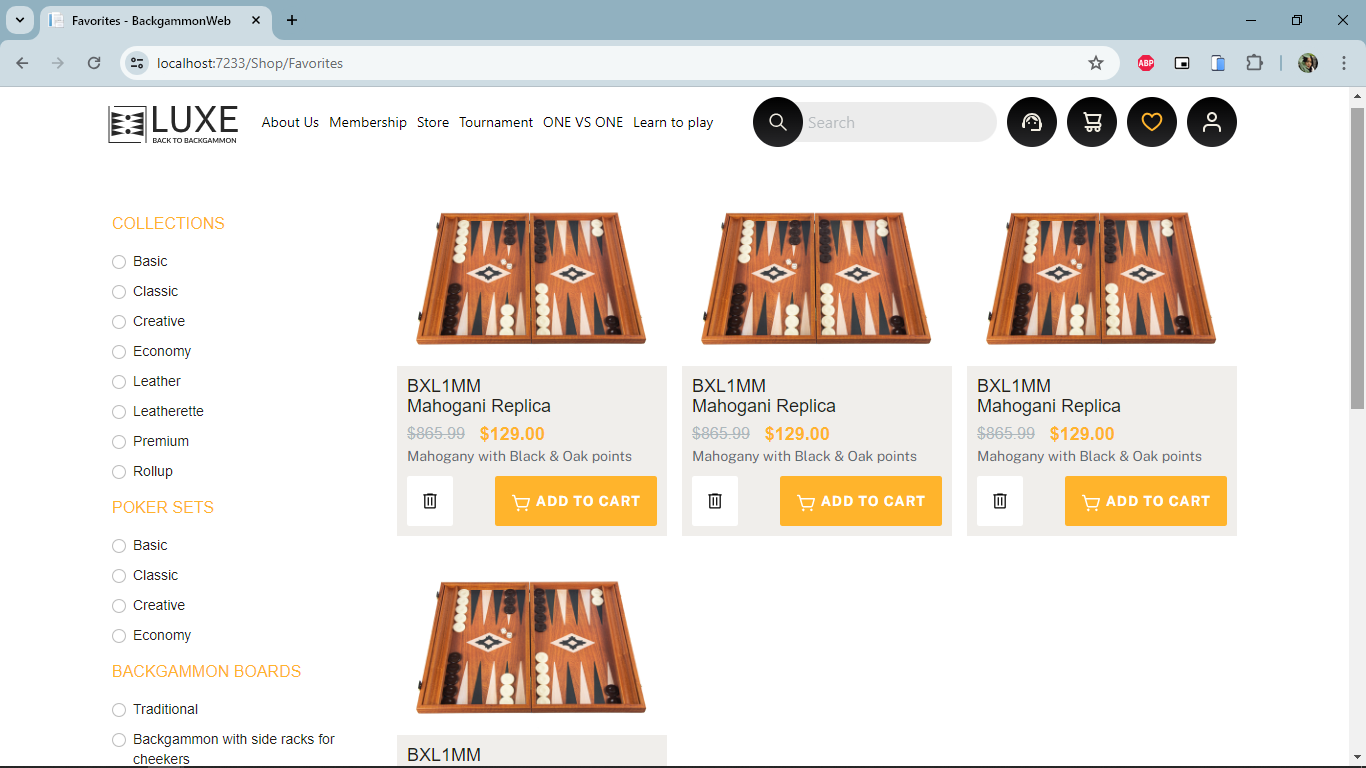 Favorites - BackgammonWeb
localhost:7233/Shop/Favorites
ABP
LUXE
BACK TO BACKGAMMON
About Us Membership Store Tournament ONE VS ONE Learn to play
Search
COLLECTIONS
Basic
Classic
Creative
Economy
Leather
Leatherette
Premium
Rollup
POKER SETS
Basic
Classic
Creative
Economy
BACKGAMMON BOARDS
Traditional
Backgammon with side racks for
cheekers
BXL1MM
Mahogani Replica
$865.99 $129.00
Mahogany with Black & Oak points
ADD TO CART
BXL1MM
Mahogani Replica
$865.99 $129.00
Mahogany with Black & Oak points
ADD TO CART
BXL1MM
Mahogani Replica
$865.99 $129.00
Mahogany with Black & Oak points
ADD TO CART
BXL1MM